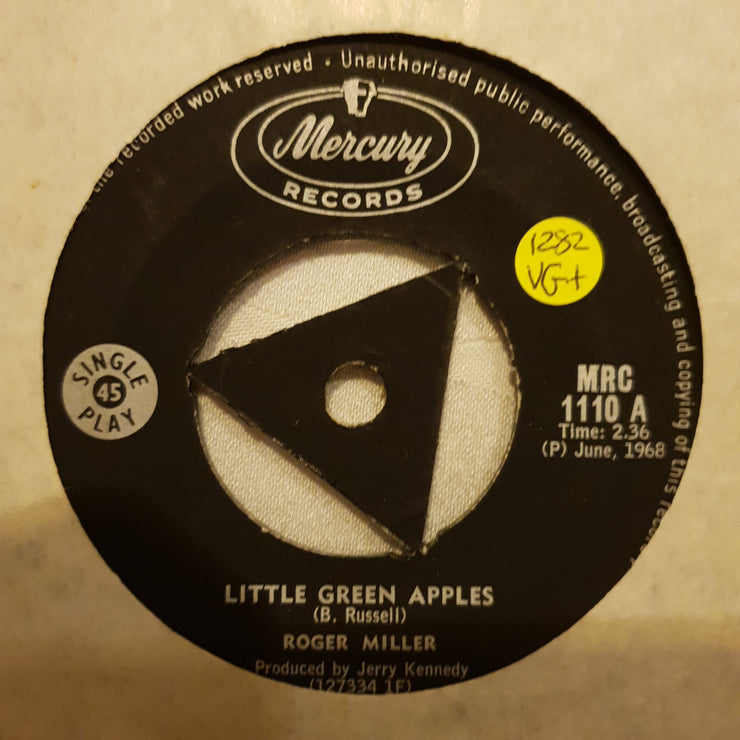 the recorded work reserved · Unauthorised public performance, broadcasting and copying of this record
Mercury
RECORDS
1282
VG+
SINGLE
45
PLAY
MRC
1110 A
Time: 2.36
(P) June, 1968
LITTLE GREEN APPLES
(B. Russell)
ROGER MILLER
Produced by Jerry Kennedy
(127334 1F)